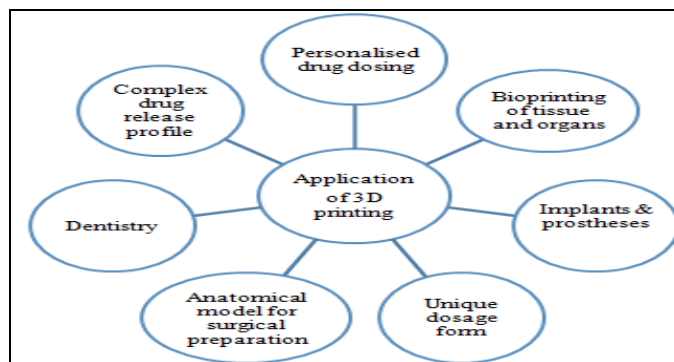 Personalised
drug dosing
Complex
drug
release
profile
Bioprinting
of tissue
and organs
Application
of 3D
printing
Dentistry
Implants &
prostheses
Anatomical
model for
surgical
preparation
Unique
dosage
form